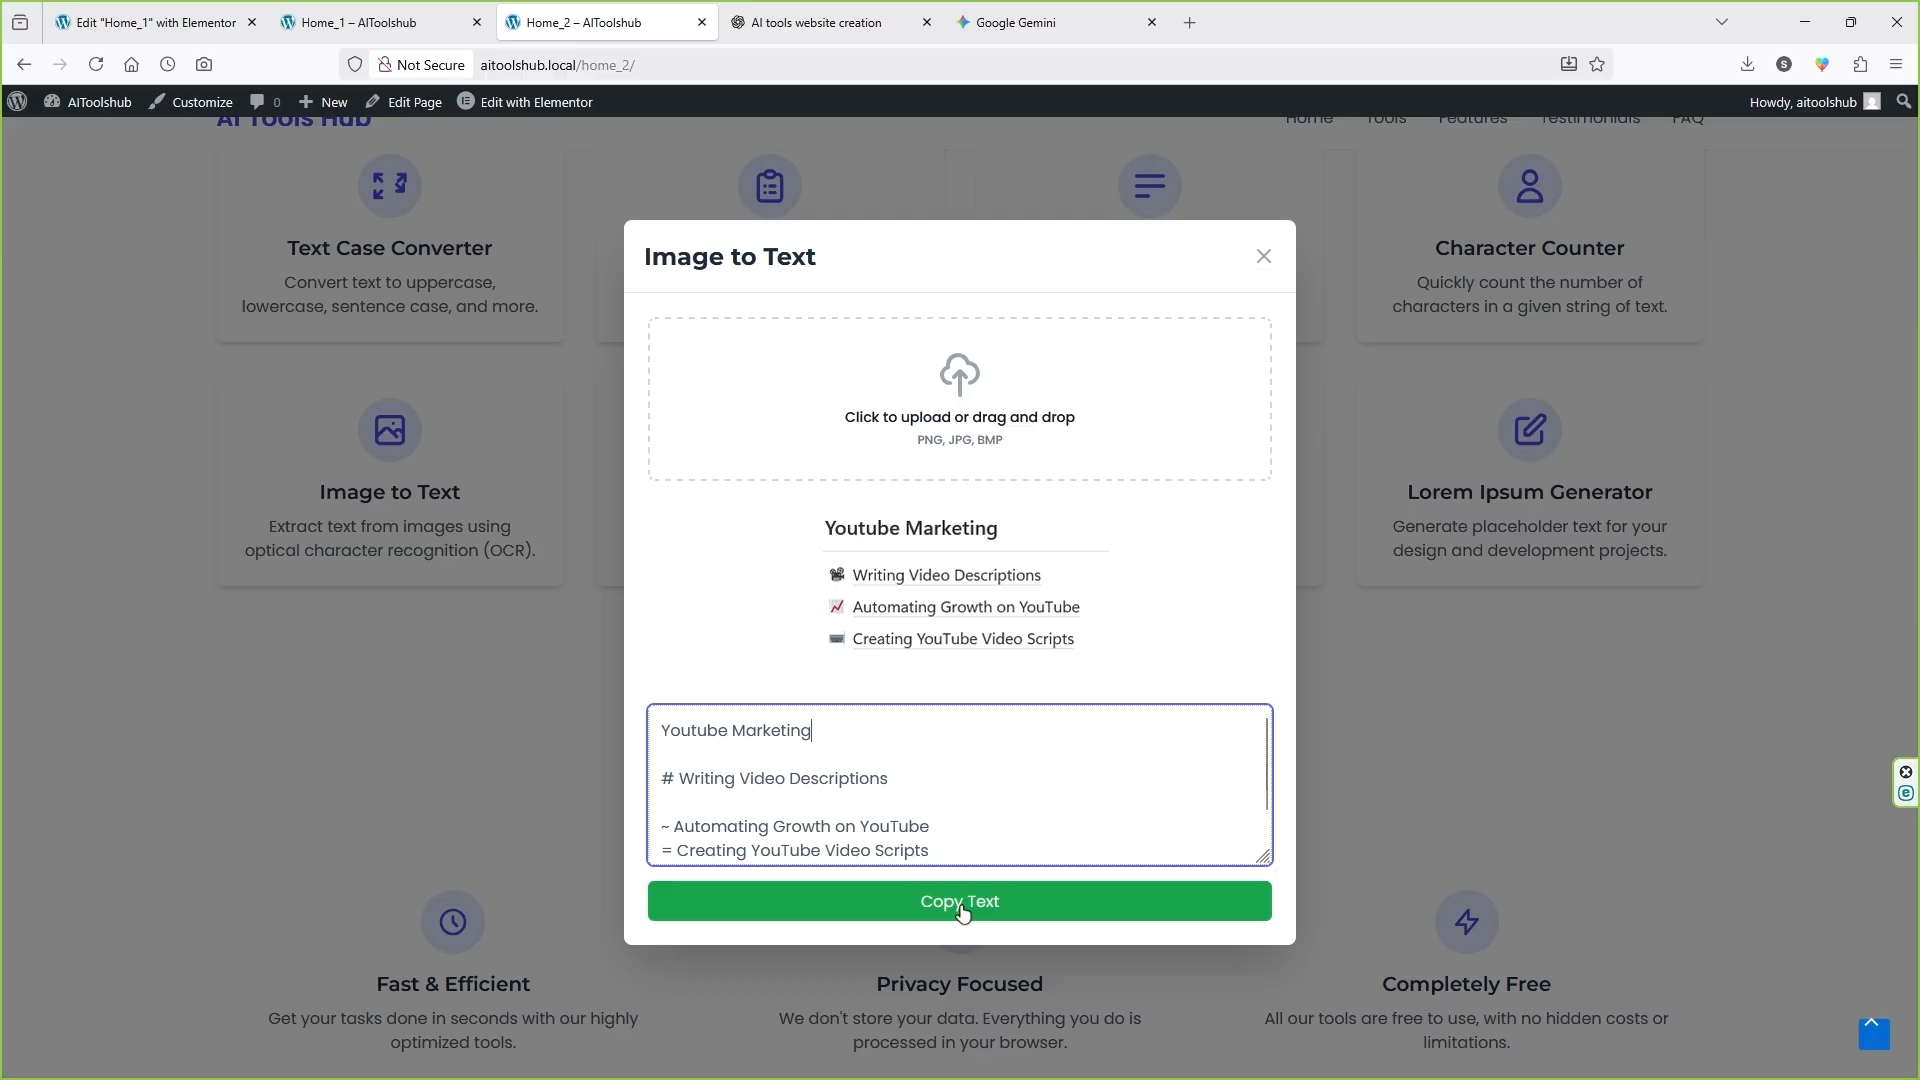 Edit "Home_1" with Elementor
Home_1 – AIToolshub
Home_2 – AIToolshub
AI tools website creation
Google Gemini
Not Secure
aitoolshub.local/home_2/
S
AIToolshub
Customize
0
New
Edit Page
Edit with Elementor
Howdy, aitoolshub
AI Tools Hub
Home
Tools
Features
Testimonials
FAQ
Text Case Converter
Convert text to uppercase,
lowercase, sentence case, and more.
Character Counter
Quickly count the number of
characters in a given string of text.
Image to Text
Extract text from images using
optical character recognition (OCR).
Lorem Ipsum Generator
Generate placeholder text for your
design and development projects.
Image to Text
Click to upload or drag and drop
PNG, JPG, BMP
Youtube Marketing
Writing Video Descriptions
Automating Growth on YouTube
Creating YouTube Video Scripts
Youtube Marketing
# Writing Video Descriptions
~ Automating Growth on YouTube
= Creating YouTube Video Scripts
Copy Text
Fast & Efficient
Get your tasks done in seconds with our highly
optimized tools.
Privacy Focused
We don't store your data. Everything you do is
processed in your browser.
Completely Free
All our tools are free to use, with no hidden costs or
limitations.